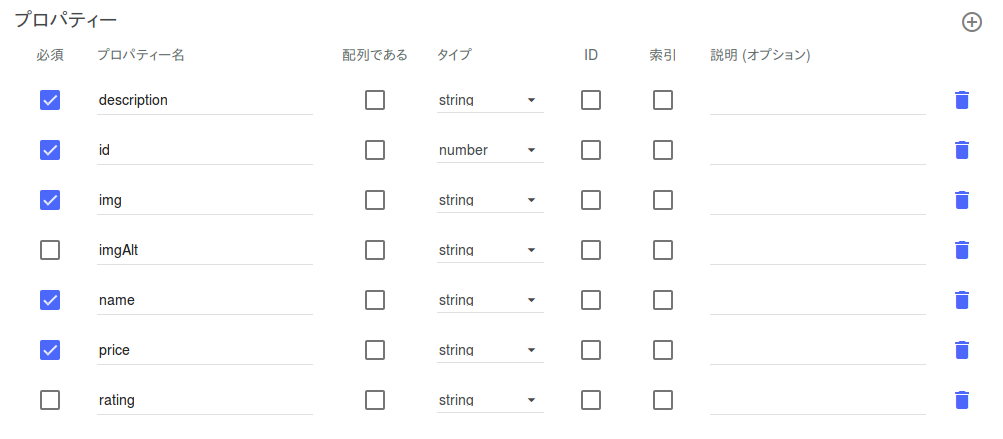 プロパティー
必須 プロパティー名 配列である タイプ ID 索引 説明 (オプション)
description string
id number
img string
imgAlt string
name string
price string
rating string